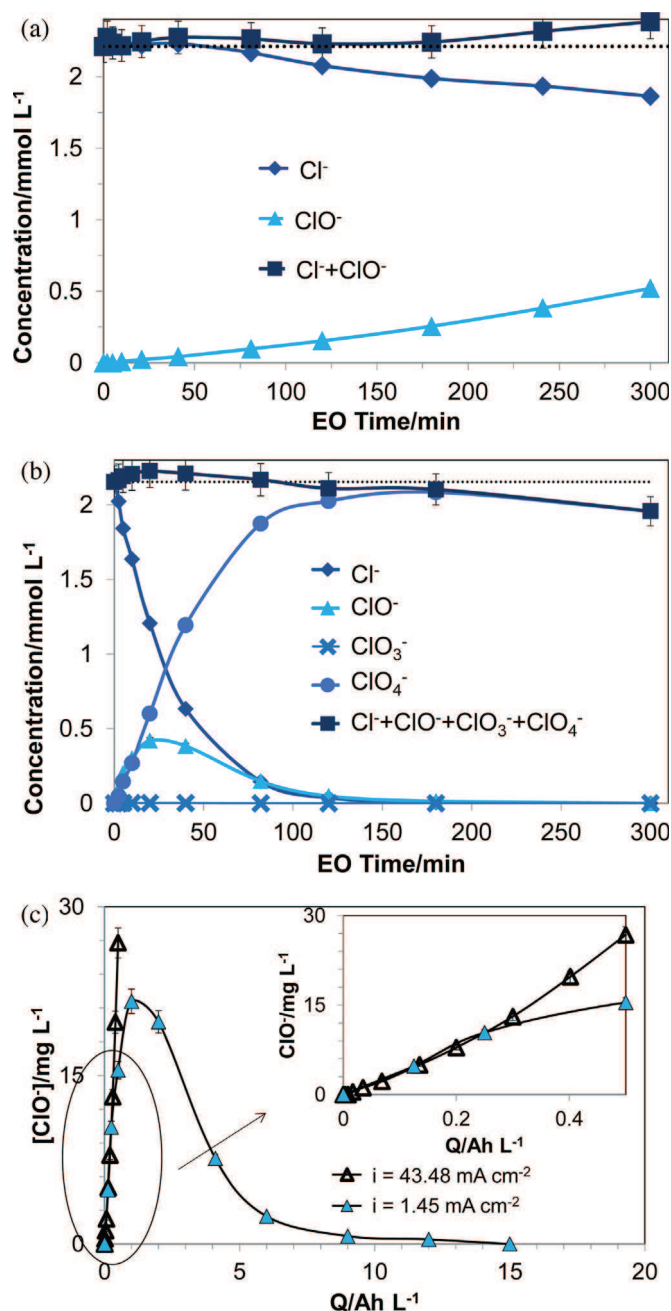 (a)
Concentration/mmol L⁻¹
2
1.5
1
0.5
0
Cl⁻
ClO⁻
Cl⁻+ClO⁻
0 50 100 150 200 250 300
EO Time/min
(b)
Concentration/mmol L⁻¹
2
1.5
1
0.5
0
Cl⁻
ClO⁻
ClO₃⁻
ClO₄⁻
Cl⁻+ClO⁻+ClO₃⁻+ClO₄⁻
0 50 100 150 200 250 300
EO Time/min
(c)
[ClO⁻]/mg L⁻¹
30
15
0
ClO⁻/mg L⁻¹
30
15
0
0 0.2 0.4
Q/Ah L⁻¹
i = 43.48 mA cm⁻²
i = 1.45 mA cm⁻²
0 5 10 15 20
Q/Ah L⁻¹